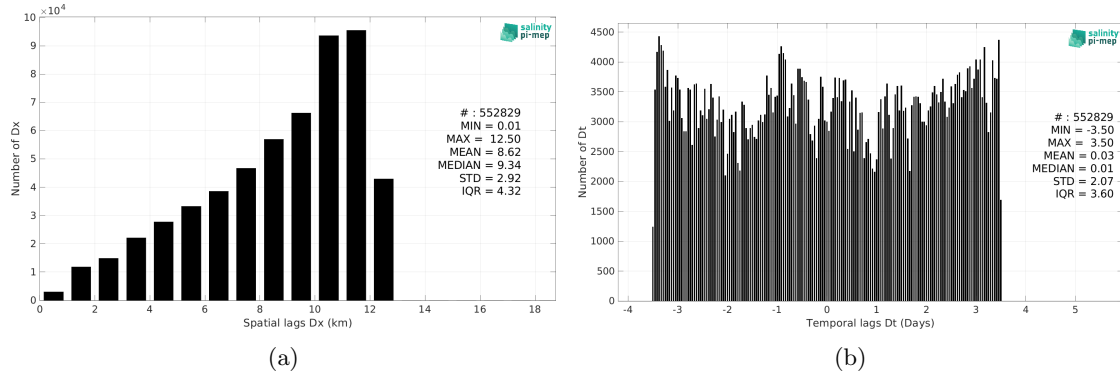 ×10⁴
10
9
8
7
6
5
4
3
2
1
0
Number of Dx
salinity
pi-mep
# : 552829
MIN = 0.01
MAX = 12.50
MEAN = 8.62
MEDIAN = 9.34
STD = 2.92
IQR = 4.32
0 2 4 6 8 10 12 14 16 18
Spatial lags Dx (km)
(a)
4500
4000
3500
3000
2500
2000
1500
1000
500
0
Number of Dt
salinity
pi-mep
# : 552829
MIN = -3.50
MAX = 3.50
MEAN = 0.03
MEDIAN = 0.01
STD = 2.07
IQR = 3.60
-4 -3 -2 -1 0 1 2 3 4 5
Temporal lags Dt (Days)
(b)